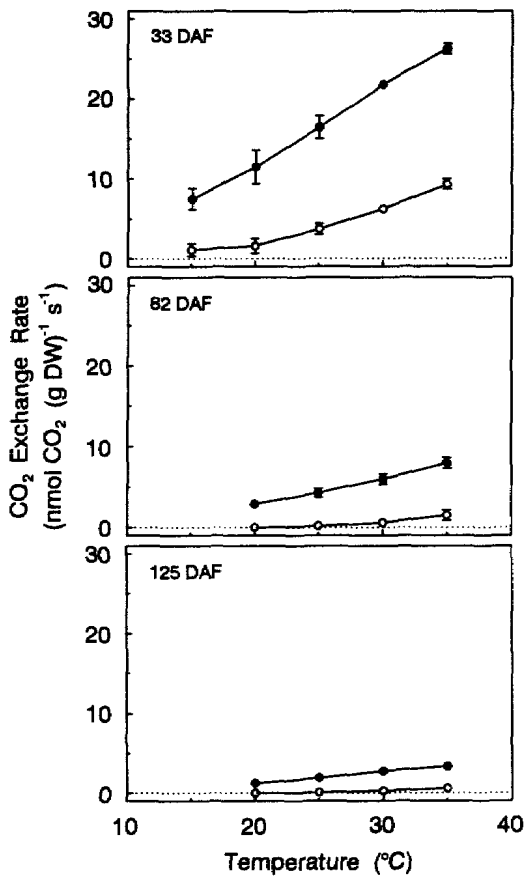 30
33 DAF
20
10
0
30
82 DAF
20
10
0
30
125 DAF
20
10
0
10 20 30 40
Temperature (°C)
CO₂ Exchange Rate
(nmol CO₂ (g DW)⁻¹ s⁻¹)